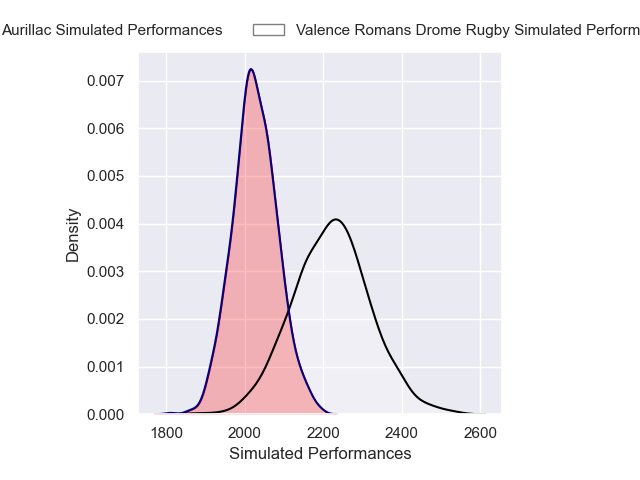 Aurillac Simulated Performances
Valence Romans Drome Rugby Simulated Perform
0.007
0.006
0.005
0.004
0.003
0.002
0.001
0.000
Density
1800 2000 2200 2400 2600
Simulated Performances